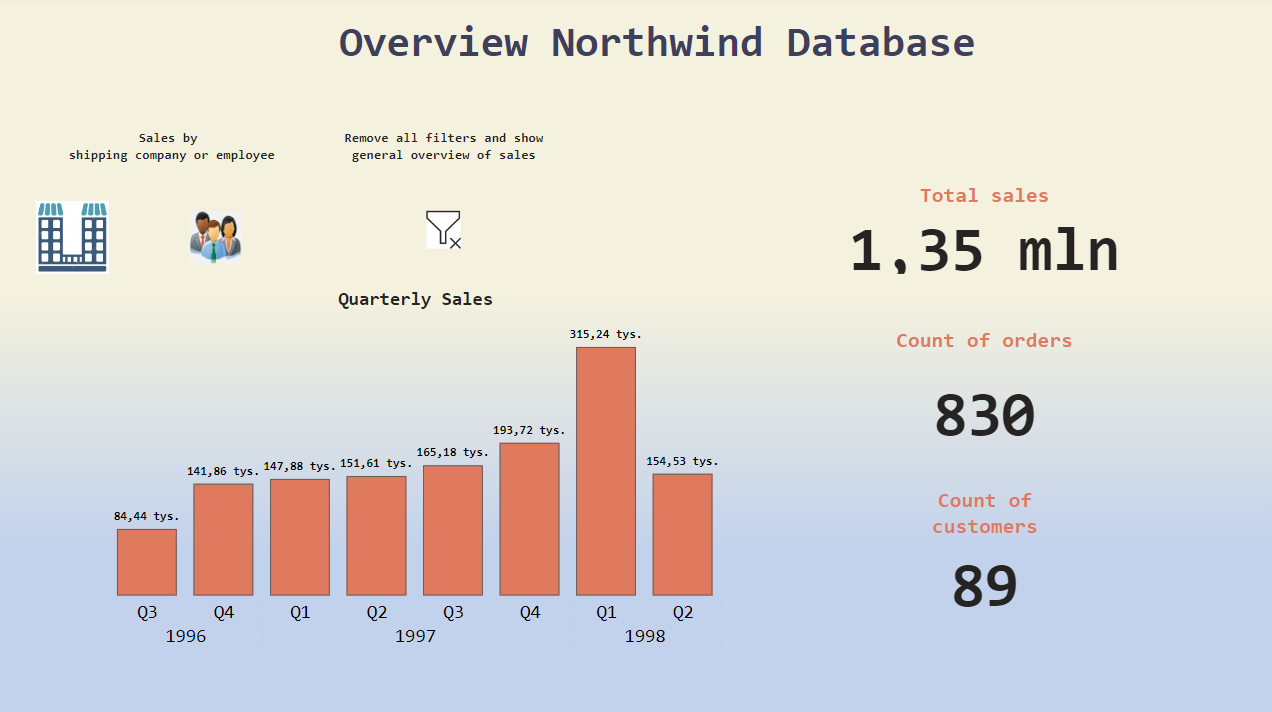 Overview Northwind Database
Sales by
shipping company or employee
Remove all filters and show
general overview of sales
Total sales
1,35 mln
Count of orders
830
Count of
customers
89
Quarterly Sales
84,44 tys.
141,86 tys.
147,88 tys.
151,61 tys.
165,18 tys.
193,72 tys.
315,24 tys.
154,53 tys.
Q3 Q4 Q1 Q2 Q3 Q4 Q1 Q2
1996 1997 1998